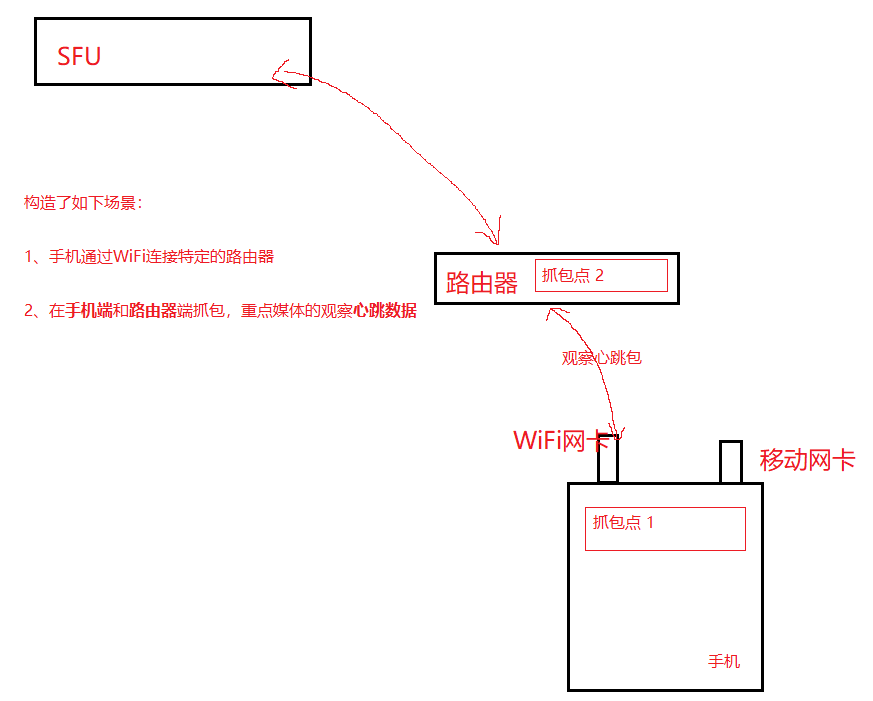 SFU
构造了如下场景：
1、手机通过WiFi连接特定的路由器
2、在手机端和路由器端抓包，重点媒体的观察心跳数据
路由器
抓包点 2
观察心跳包
WiFi网卡
移动网卡
抓包点 1
手机